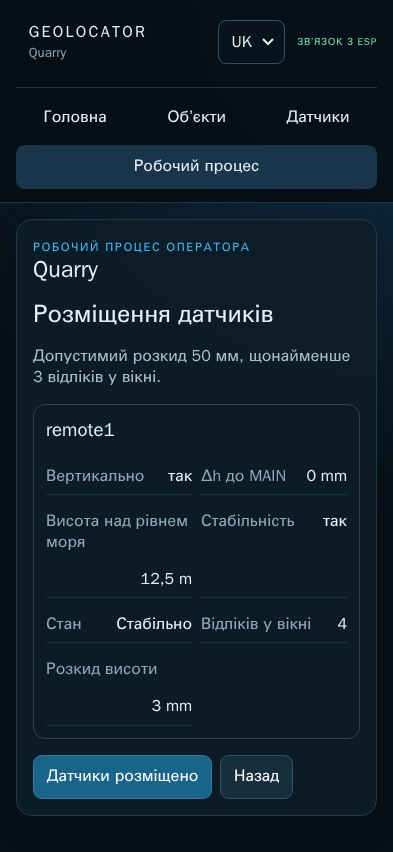 GEOLOCATOR
Quarry
UK
ЗВ'ЯЗОК З ESP
Головна
Об'єкти
Датчики
Робочий процес
РОБОЧИЙ ПРОЦЕС ОПЕРАТОРА
Quarry
Розміщення датчиків
Допустимий розкид 50 мм, щонайменше
3 відліків у вікні.
remote1
Вертикально так
Δh до MAIN 0 mm
Висота над рівнем
моря
12,5 m
Стабільність так
Стан Стабільно
Відліків у вікні 4
Розкид висоти
3 mm
Датчики розміщено
Назад